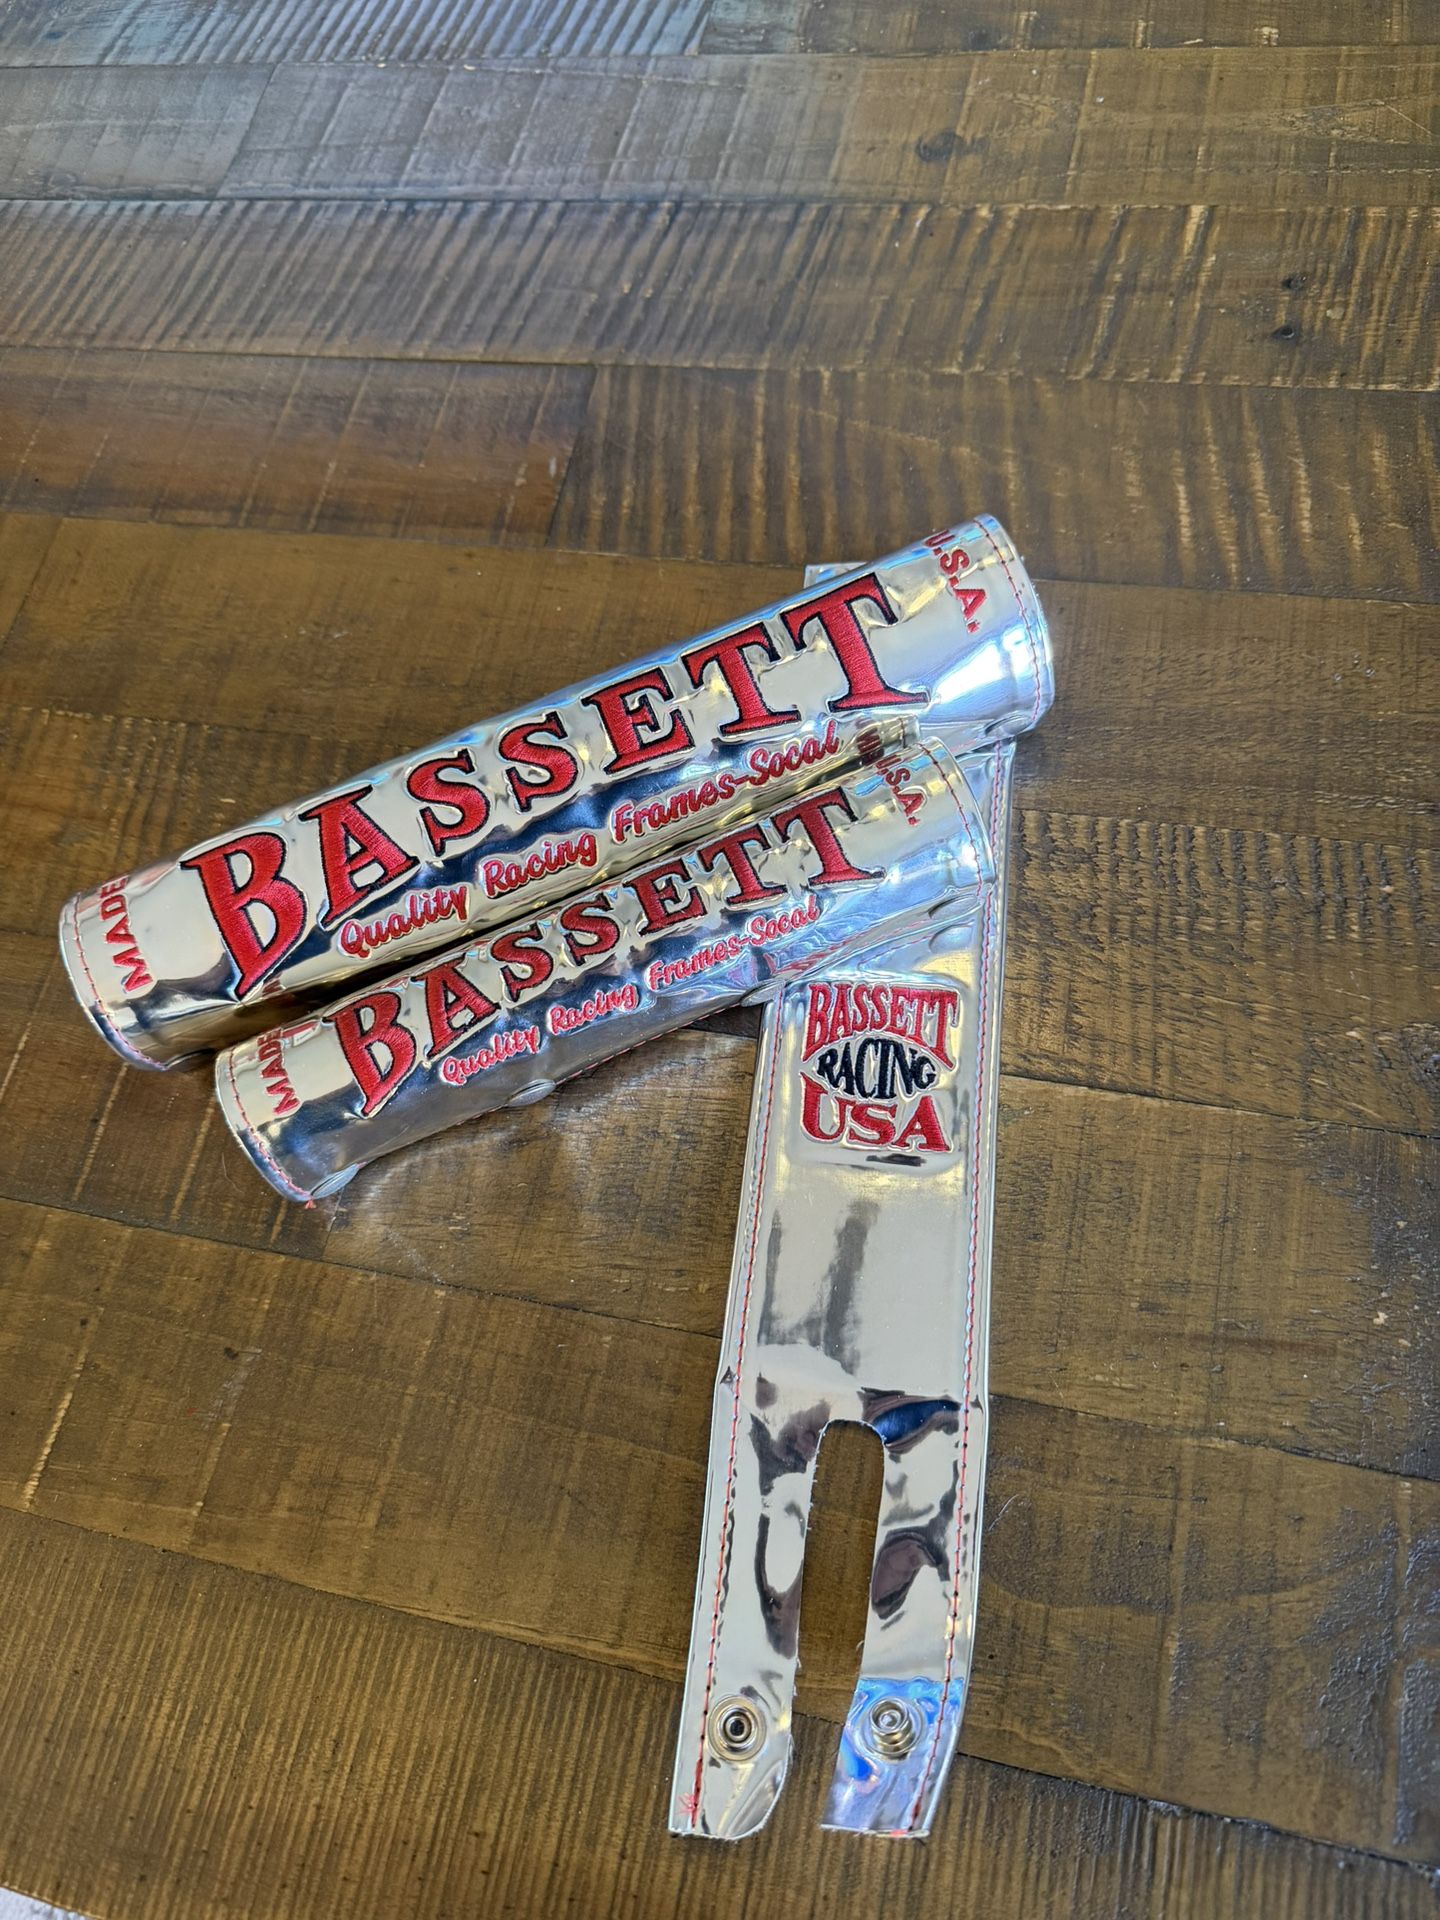 BASSETT
Quality Racing Frames-Socal
MADE
U.S.A.
BASSETT
Quality Racing Frames-Socal
MADE
U.S.A.
BASSETT
RACING
USA